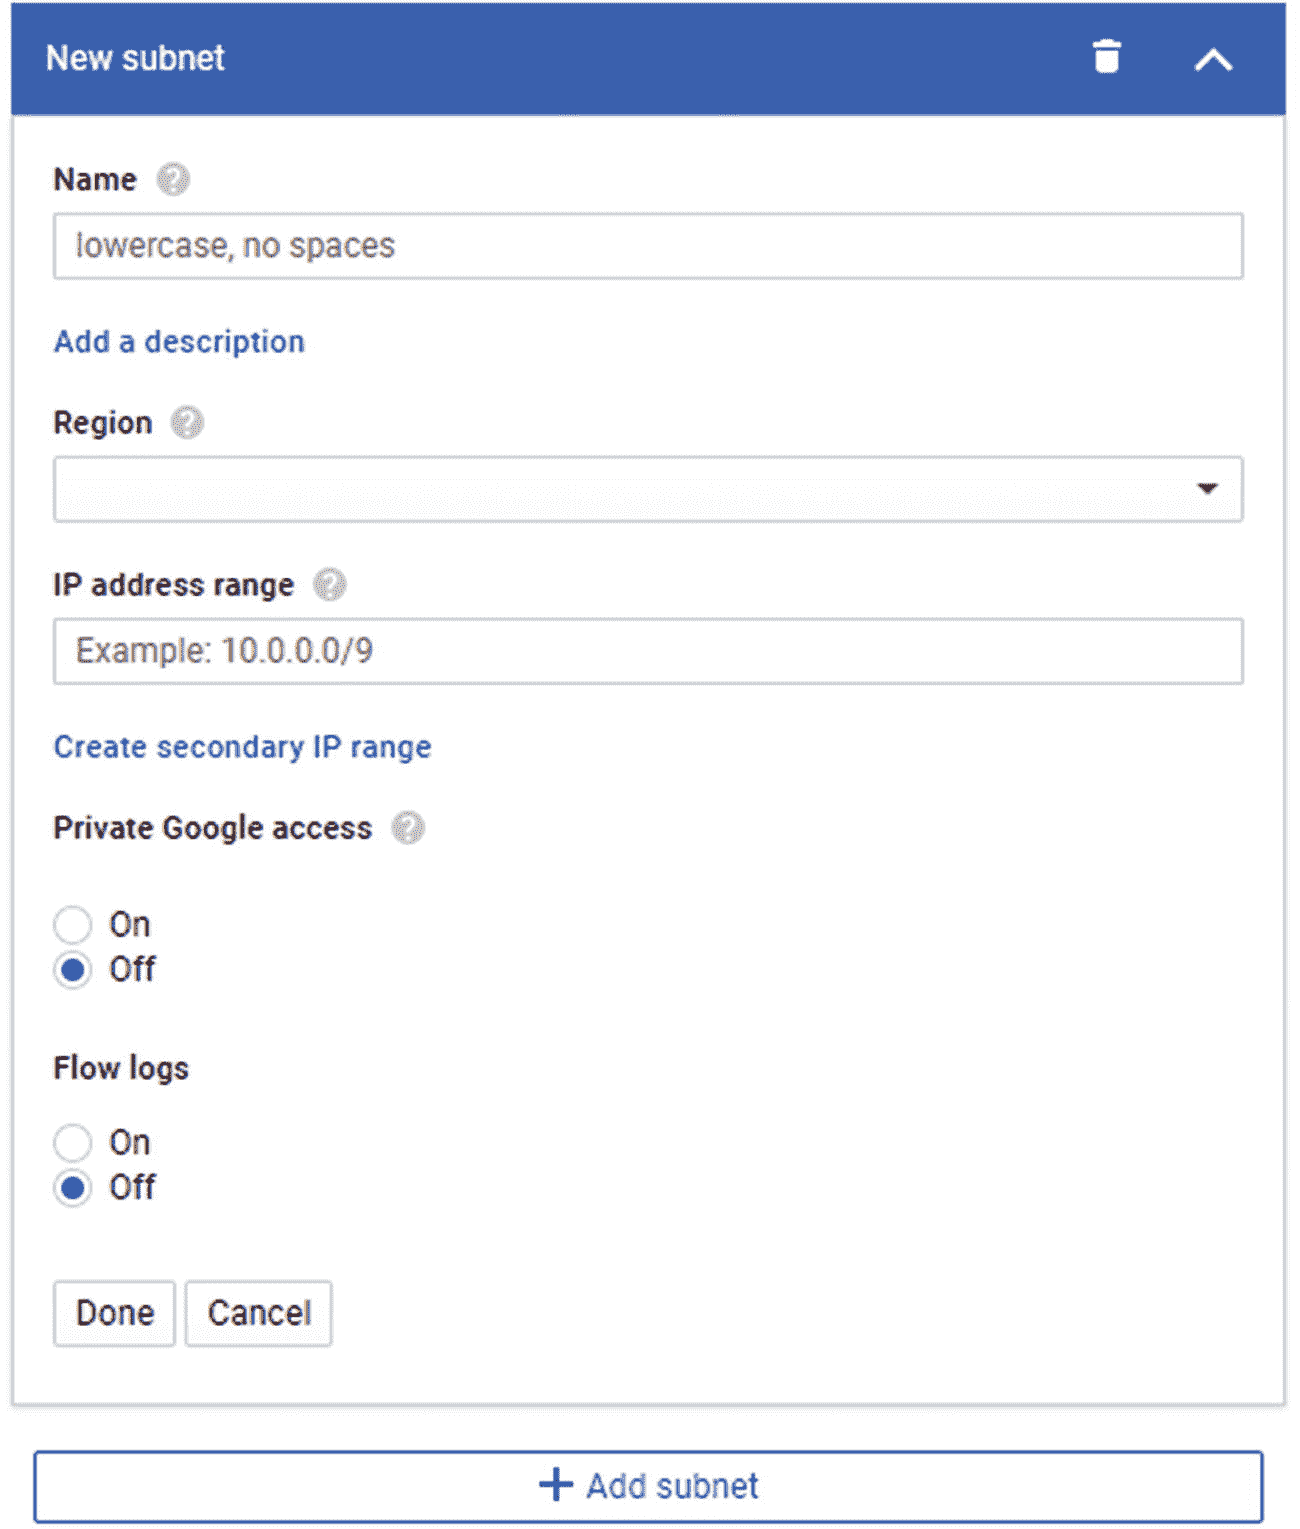 New subnet
Name
lowercase, no spaces
Add a description
Region
IP address range
Example: 10.0.0.0/9
Create secondary IP range
Private Google access
On
Off
Flow logs
On
Off
Done Cancel
+ Add subnet